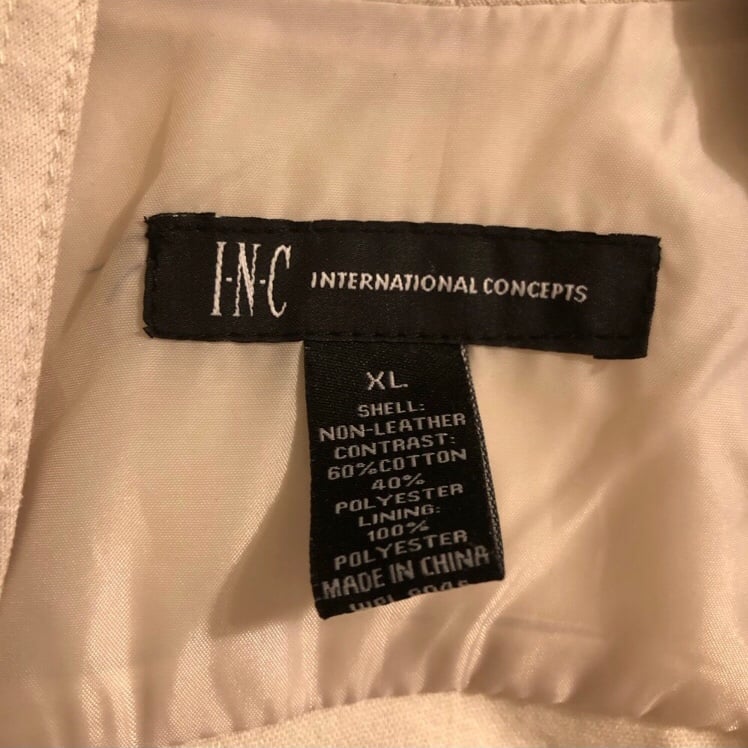 I·N·C INTERNATIONAL CONCEPTS
XL
SHELL:
NON-LEATHER
CONTRAST:
60%COTTON
40%
POLYESTER
LINING:
100%
POLYESTER
MADE IN CHINA